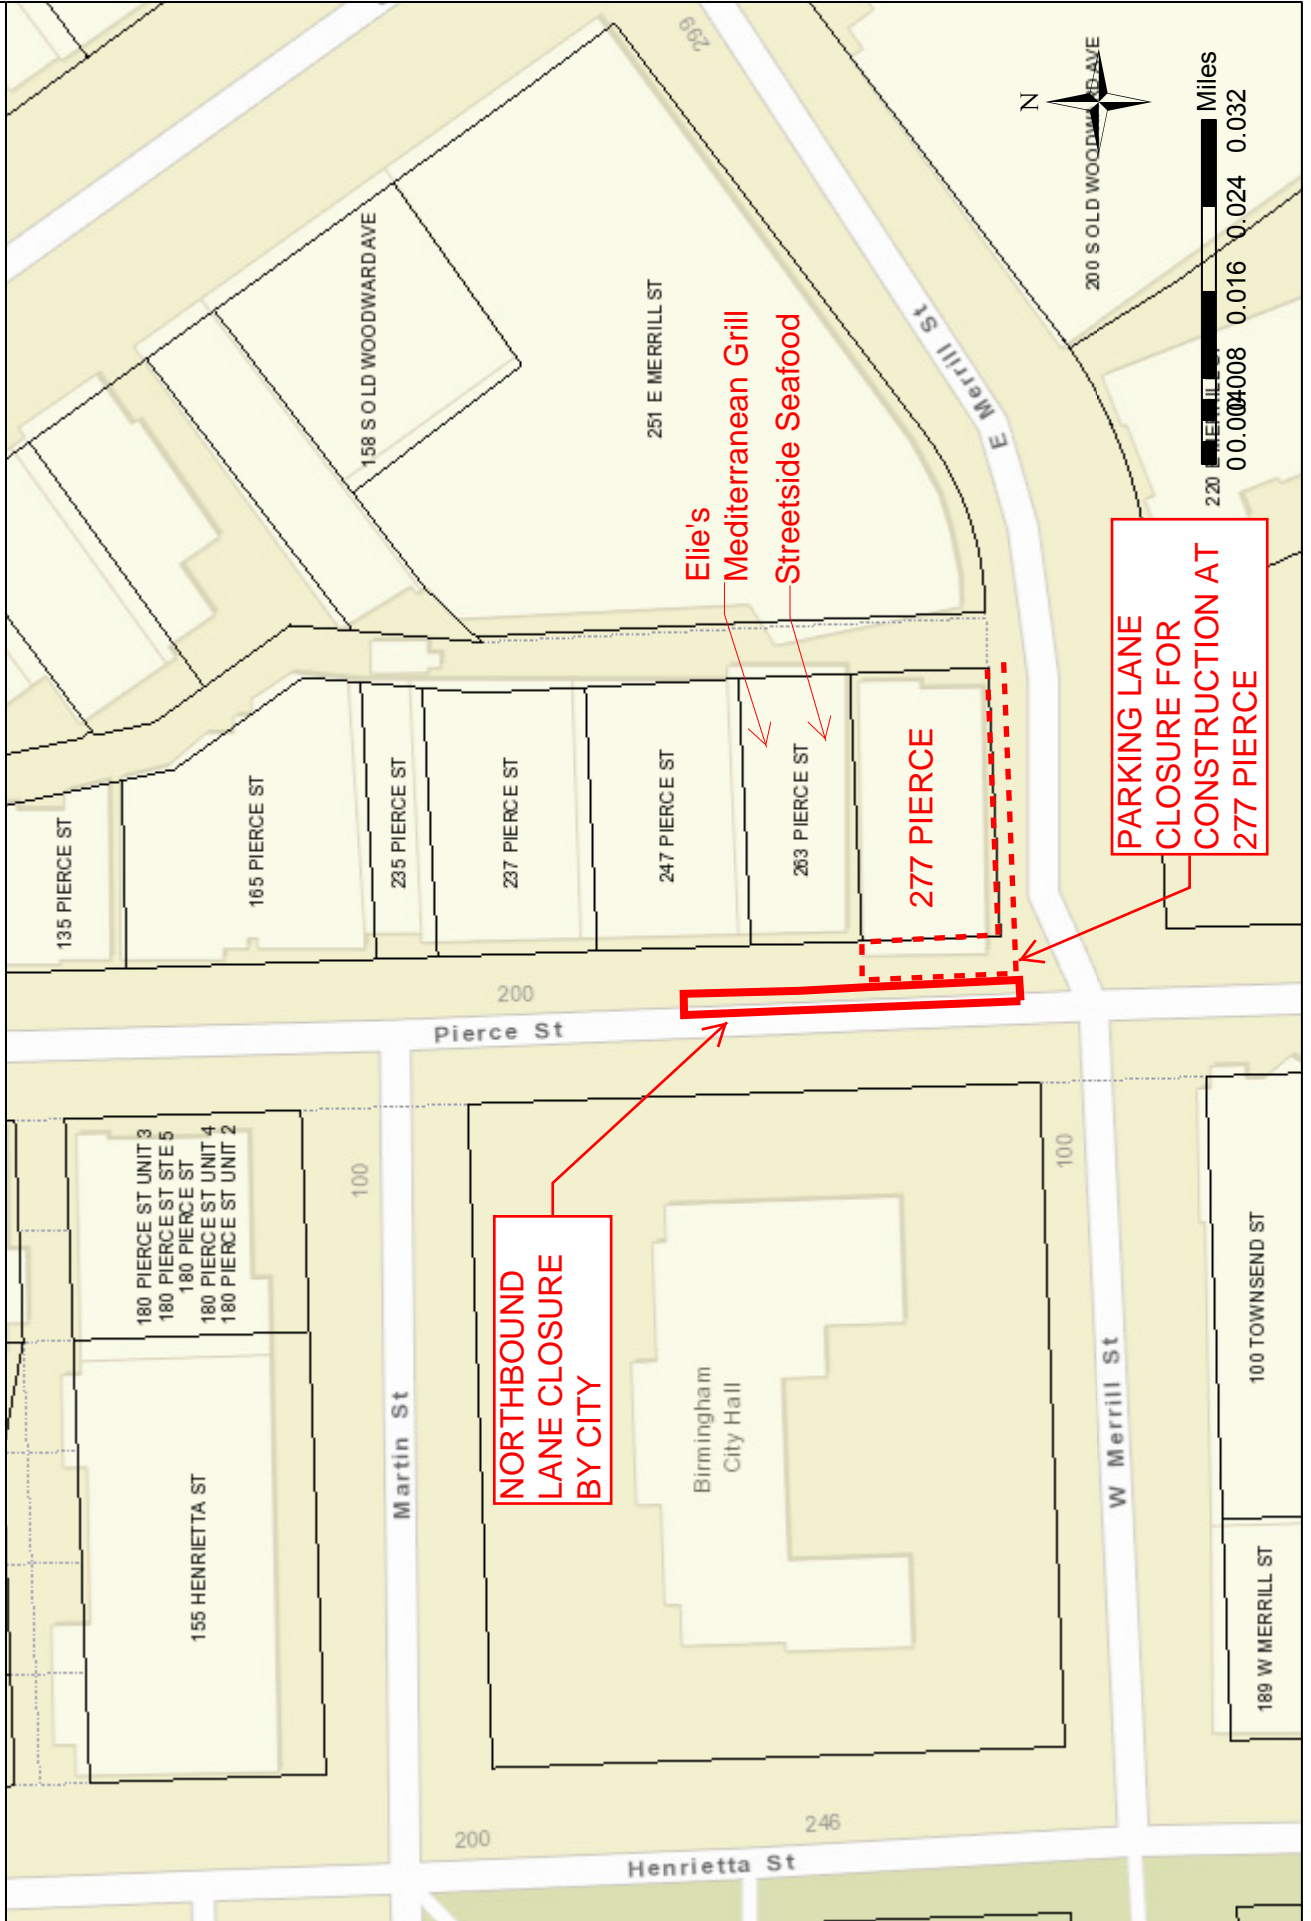 299
N
200 S OLD WOODWARD AVE
Miles
0 0.004 0.008 0.016 0.024 0.032
158 S OLD WOODWARD AVE
251 E MERRILL ST
E Merrill St
Elie's
Mediterranean Grill
Streetside Seafood
135 PIERCE ST
165 PIERCE ST
235 PIERCE ST
237 PIERCE ST
247 PIERCE ST
263 PIERCE ST
277 PIERCE
PARKING LANE
CLOSURE FOR
CONSTRUCTION AT
277 PIERCE
200
Pierce St
180 PIERCE ST UNIT 3
180 PIERCE ST STE 5
180 PIERCE ST
180 PIERCE ST UNIT 4
180 PIERCE ST UNIT 2
100
100
NORTHBOUND
LANE CLOSURE
BY CITY
155 HENRIETTA ST
Martin St
Birmingham
City Hall
W Merrill St
100 TOWNSEND ST
189 W MERRILL ST
200
246
Henrietta St
220